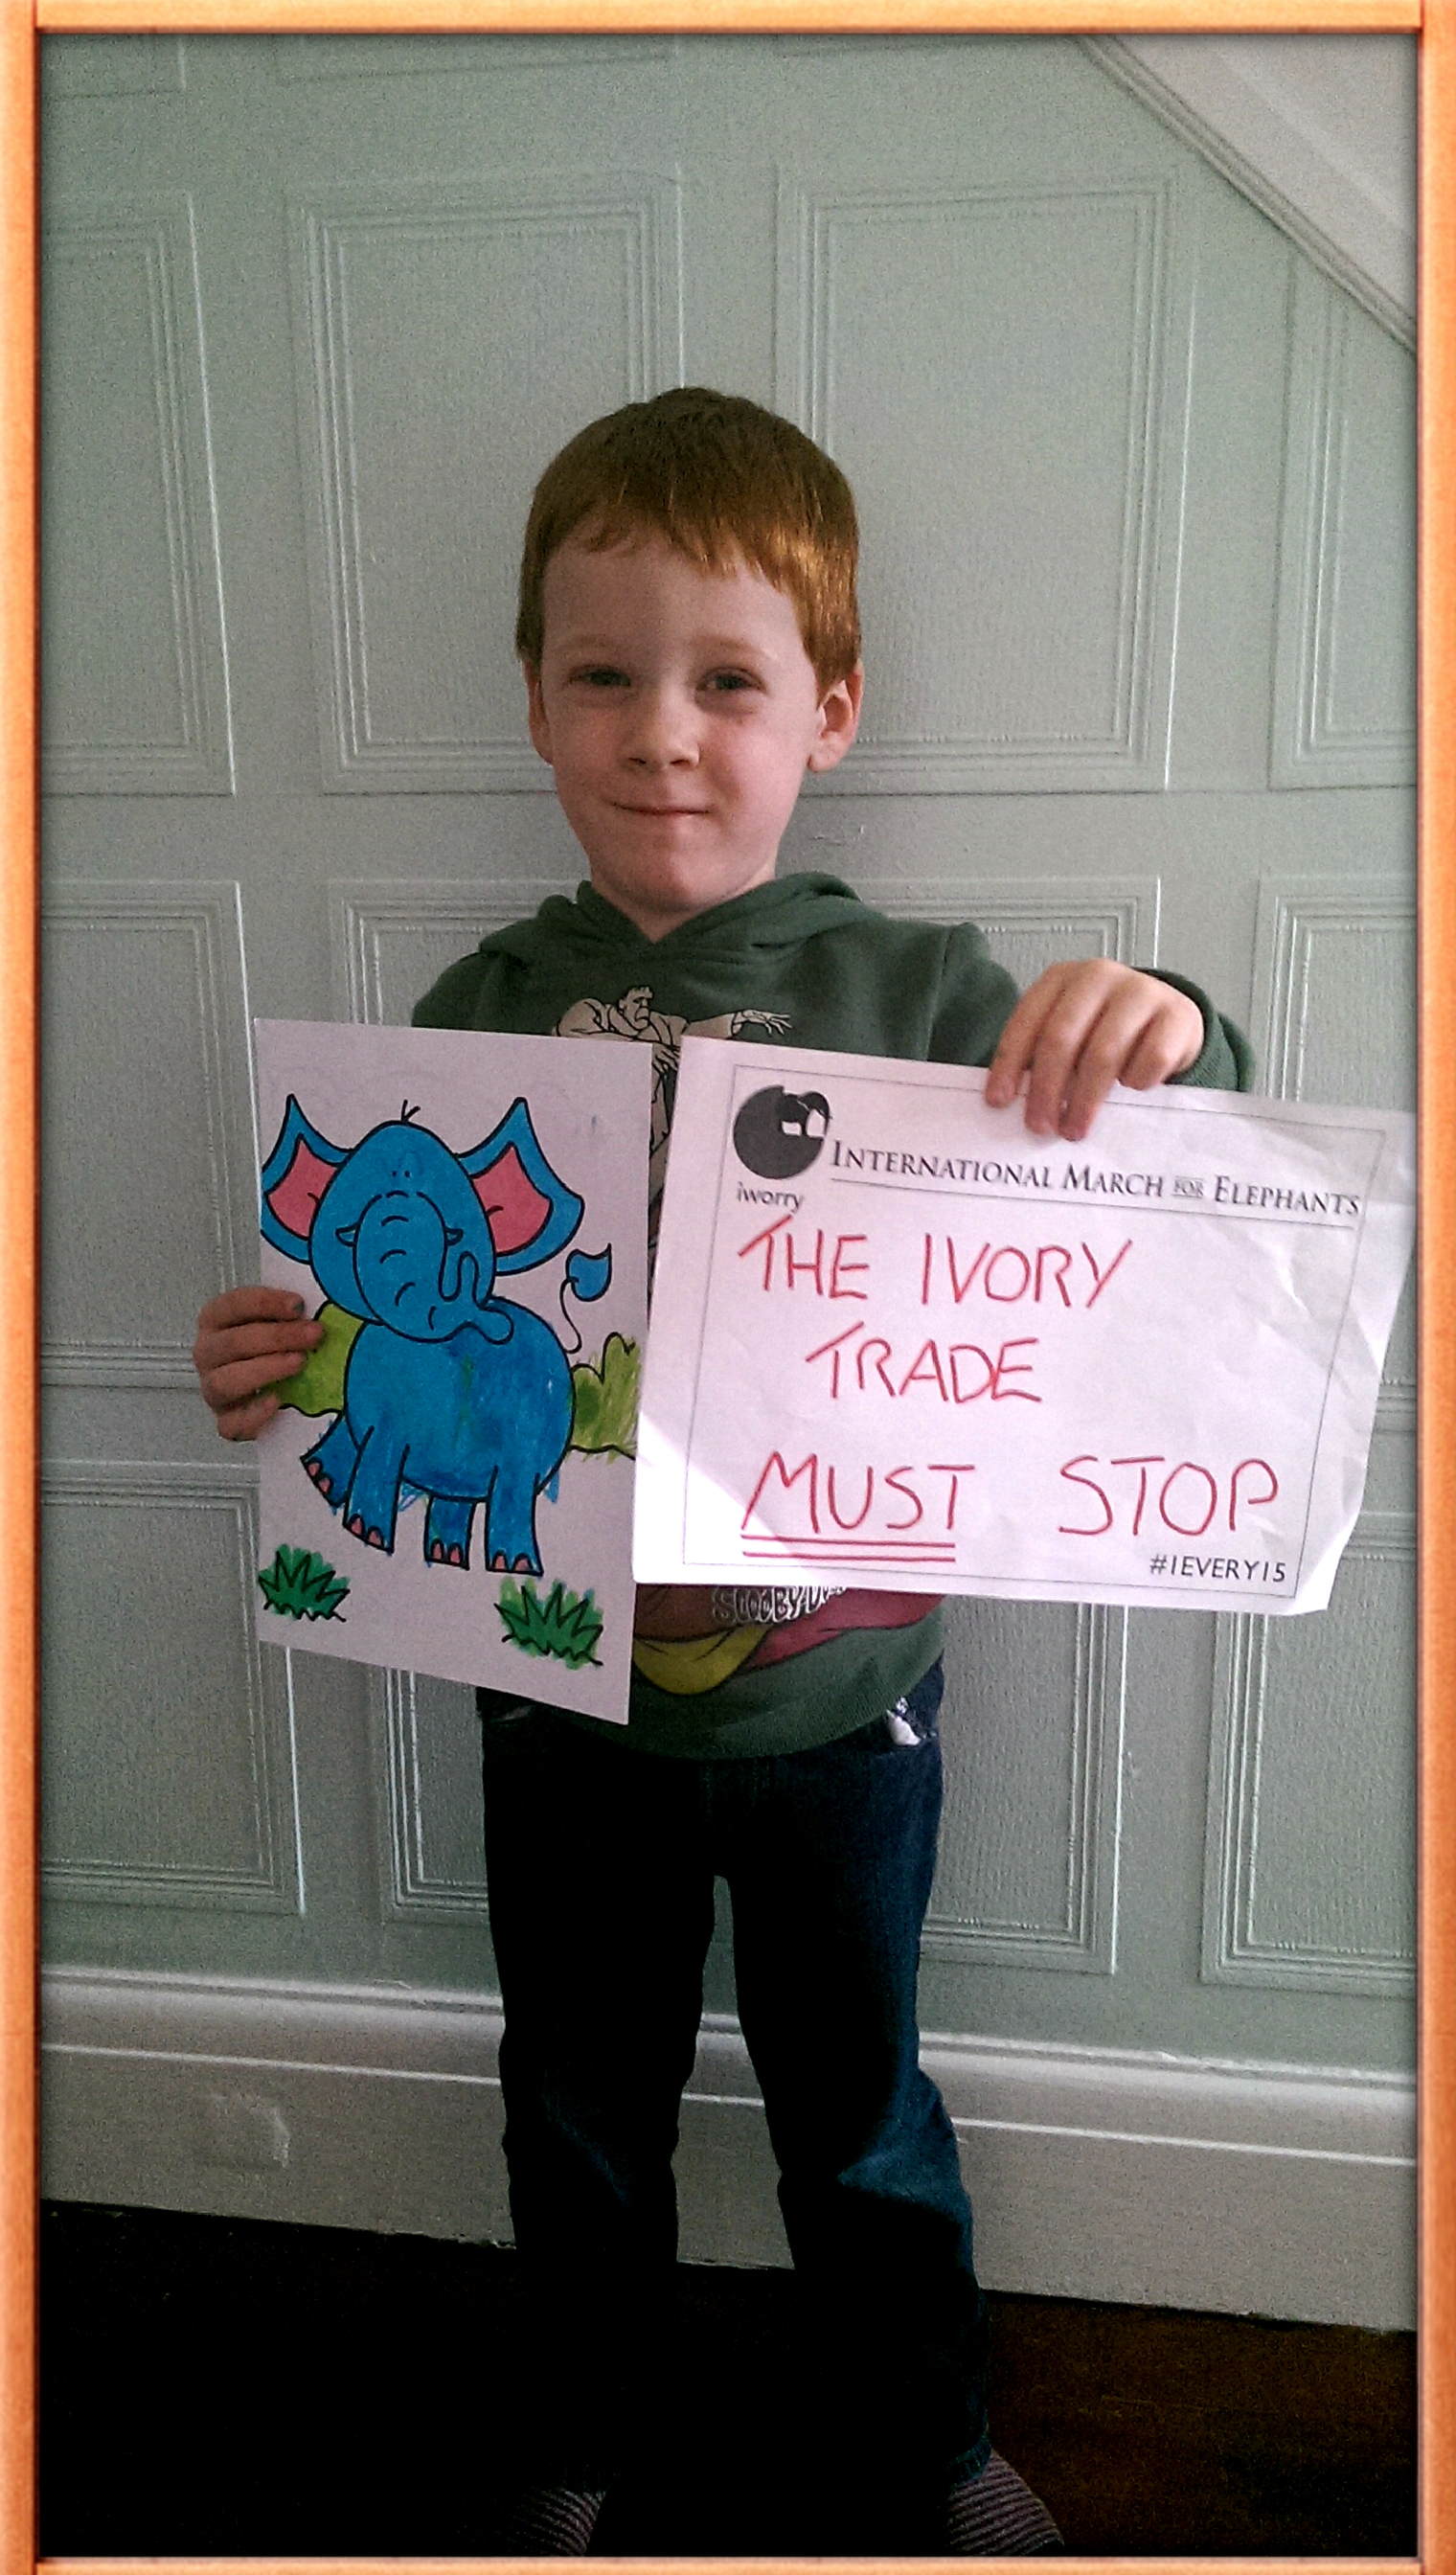 INTERNATIONAL MARCH FOR ELEPHANTS
iworry
THE IVORY
TRADE
MUST STOP
#1EVERY15